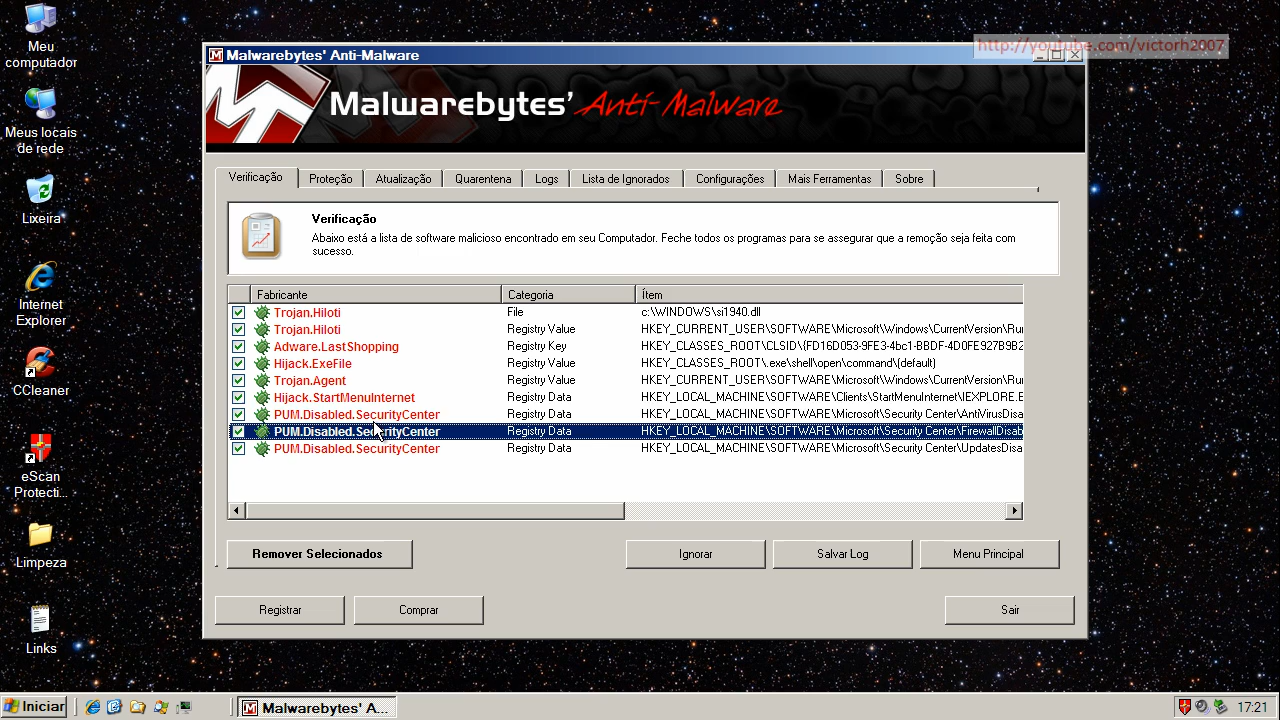 Meu
computador
Meus locais
de rede
Lixeira
Internet
Explorer
CCleaner
eScan
Protecti...
Limpeza
Links
http://youtube.com/victorh2007
Malwarebytes' Anti-Malware
Malwarebytes' Anti-Malware
Verificação Proteção Atualização Quarentena Logs Lista de Ignorados Configurações Mais Ferramentas Sobre
Verificação
Abaixo está a lista de software malicioso encontrado em seu Computador. Feche todos os programas para se assegurar que a remoção seja feita com
sucesso.
Fabricante Categoria Ítem
Trojan.Hiloti File c:\WINDOWS\si1940.dll
Trojan.Hiloti Registry Value HKEY_CURRENT_USER\SOFTWARE\Microsoft\Windows\CurrentVersion\Run
Adware.LastShopping Registry Key HKEY_CLASSES_ROOT\CLSID\{FD16D053-9FE3-4bc1-BBDF-4D0FE927B9B2
Hijack.ExeFile Registry Value HKEY_CLASSES_ROOT\.exe\shell\open\command\(default)
Trojan.Agent Registry Value HKEY_CURRENT_USER\SOFTWARE\Microsoft\Windows\CurrentVersion\Run
Hijack.StartMenuInternet Registry Data HKEY_LOCAL_MACHINE\SOFTWARE\Clients\StartMenuInternet\IEXPLORE.E
PUM.Disabled.SecurityCenter Registry Data HKEY_LOCAL_MACHINE\SOFTWARE\Microsoft\Security Center\AntiVirusDisa
PUM.Disabled.SecurityCenter Registry Data HKEY_LOCAL_MACHINE\SOFTWARE\Microsoft\Security Center\FirewallDisab
PUM.Disabled.SecurityCenter Registry Data HKEY_LOCAL_MACHINE\SOFTWARE\Microsoft\Security Center\UpdatesDisa
Remover Selecionados Ignorar Salvar Log Menu Principal
Registrar Comprar Sair
Iniciar Malwarebytes' A... 17:21